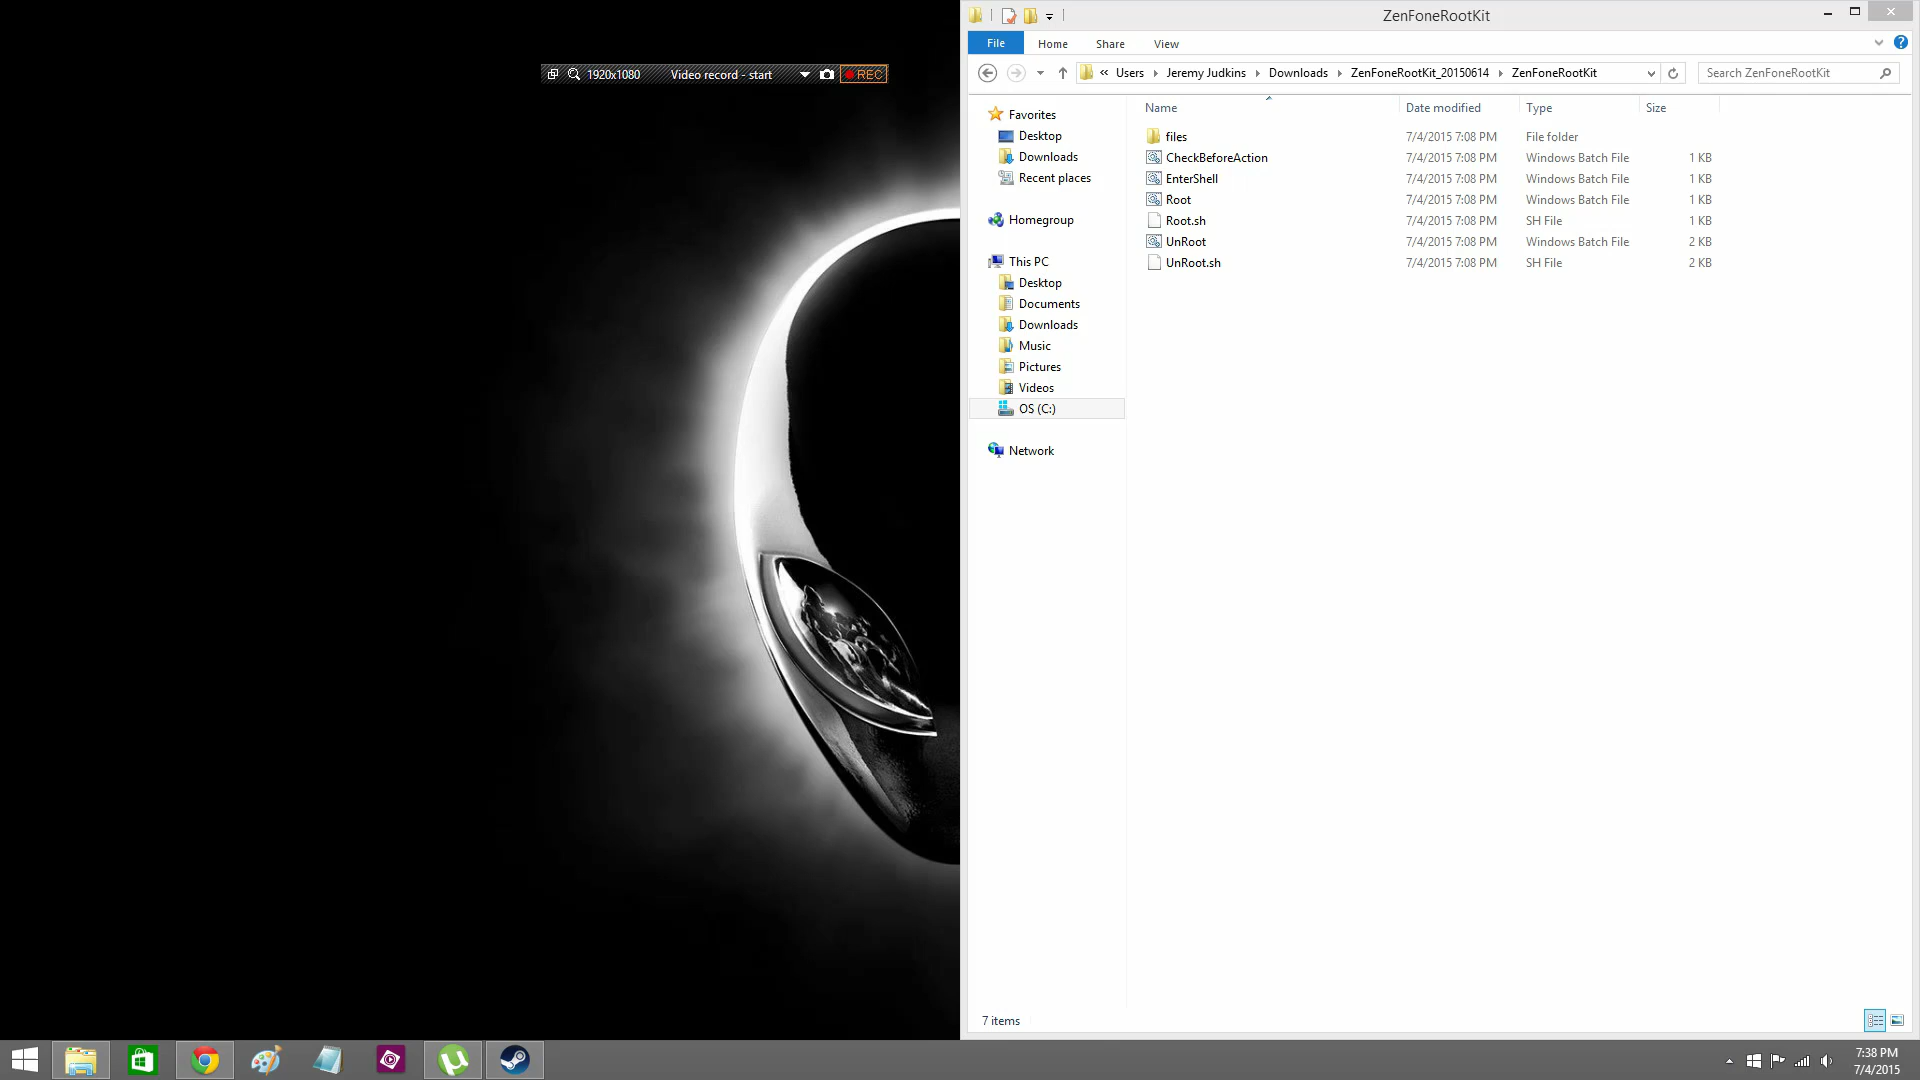 ZenFoneRootKit
File Home Share View
1920x1080 Video record - start REC
« Users Jeremy Judkins Downloads ZenFoneRootKit_20150614 ZenFoneRootKit
Search ZenFoneRootKit
Name Date modified Type Size
Favorites
Desktop
Downloads
Recent places
Homegroup
This PC
Desktop
Documents
Downloads
Music
Pictures
Videos
OS (C:)
Network
files 7/4/2015 7:08 PM File folder
CheckBeforeAction 7/4/2015 7:08 PM Windows Batch File 1 KB
EnterShell 7/4/2015 7:08 PM Windows Batch File 1 KB
Root 7/4/2015 7:08 PM Windows Batch File 1 KB
Root.sh 7/4/2015 7:08 PM SH File 1 KB
UnRoot 7/4/2015 7:08 PM Windows Batch File 2 KB
UnRoot.sh 7/4/2015 7:08 PM SH File 2 KB
7 items
7:38 PM
7/4/2015